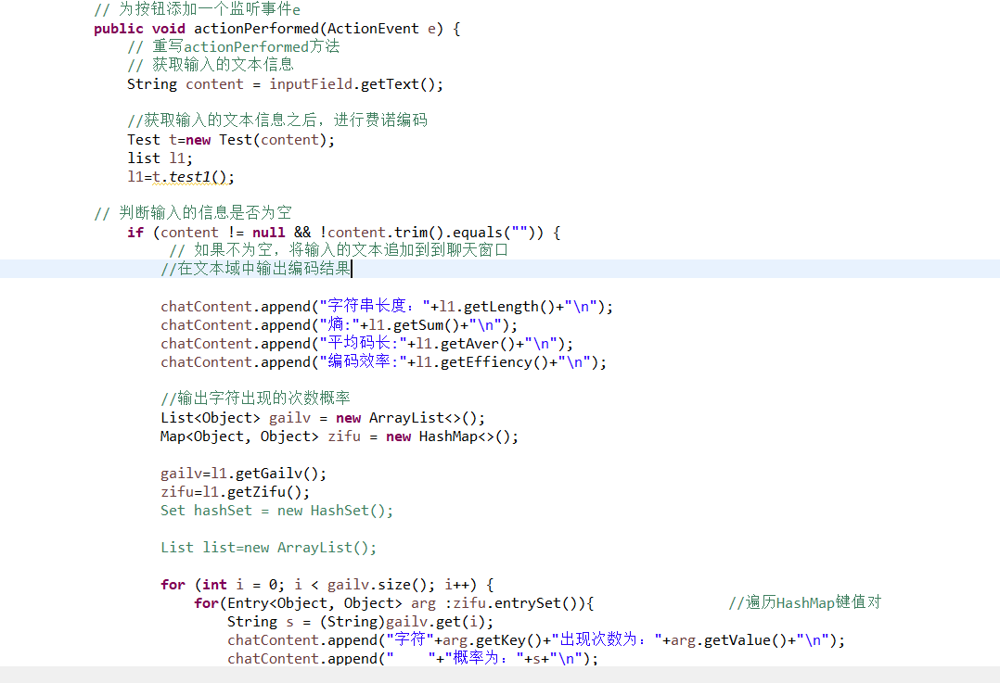 // 为按钮添加一个监听事件e
public void actionPerformed(ActionEvent e) {
// 重写actionPerformed方法
// 获取输入的文本信息
String content = inputField.getText();
//获取输入的文本信息之后，进行费诺编码
Test t=new Test(content);
list l1;
l1=t.test1();
// 判断输入的信息是否为空
if (content != null && !content.trim().equals("")) {
// 如果不为空，将输入的文本追加到到聊天窗口
//在文本域中输出编码结果
chatContent.append("字符串长度："+l1.getLength()+"\n");
chatContent.append("熵:"+l1.getSum()+"\n");
chatContent.append("平均码长:"+l1.getAver()+"\n");
chatContent.append("编码效率:"+l1.getEffiency()+"\n");
//输出字符出现的次数概率
List<Object> gailv = new ArrayList<>();
Map<Object, Object> zifu = new HashMap<>();
gailv=l1.getGailv();
zifu=l1.getZifu();
Set hashSet = new HashSet();
List list=new ArrayList();
for (int i = 0; i < gailv.size(); i++) {
for(Entry<Object, Object> arg :zifu.entrySet()){ //遍历HashMap键值对
String s = (String)gailv.get(i);
chatContent.append("字符"+arg.getKey()+"出现次数为："+arg.getValue()+"\n");
chatContent.append("    "+"概率为："+s+"\n");